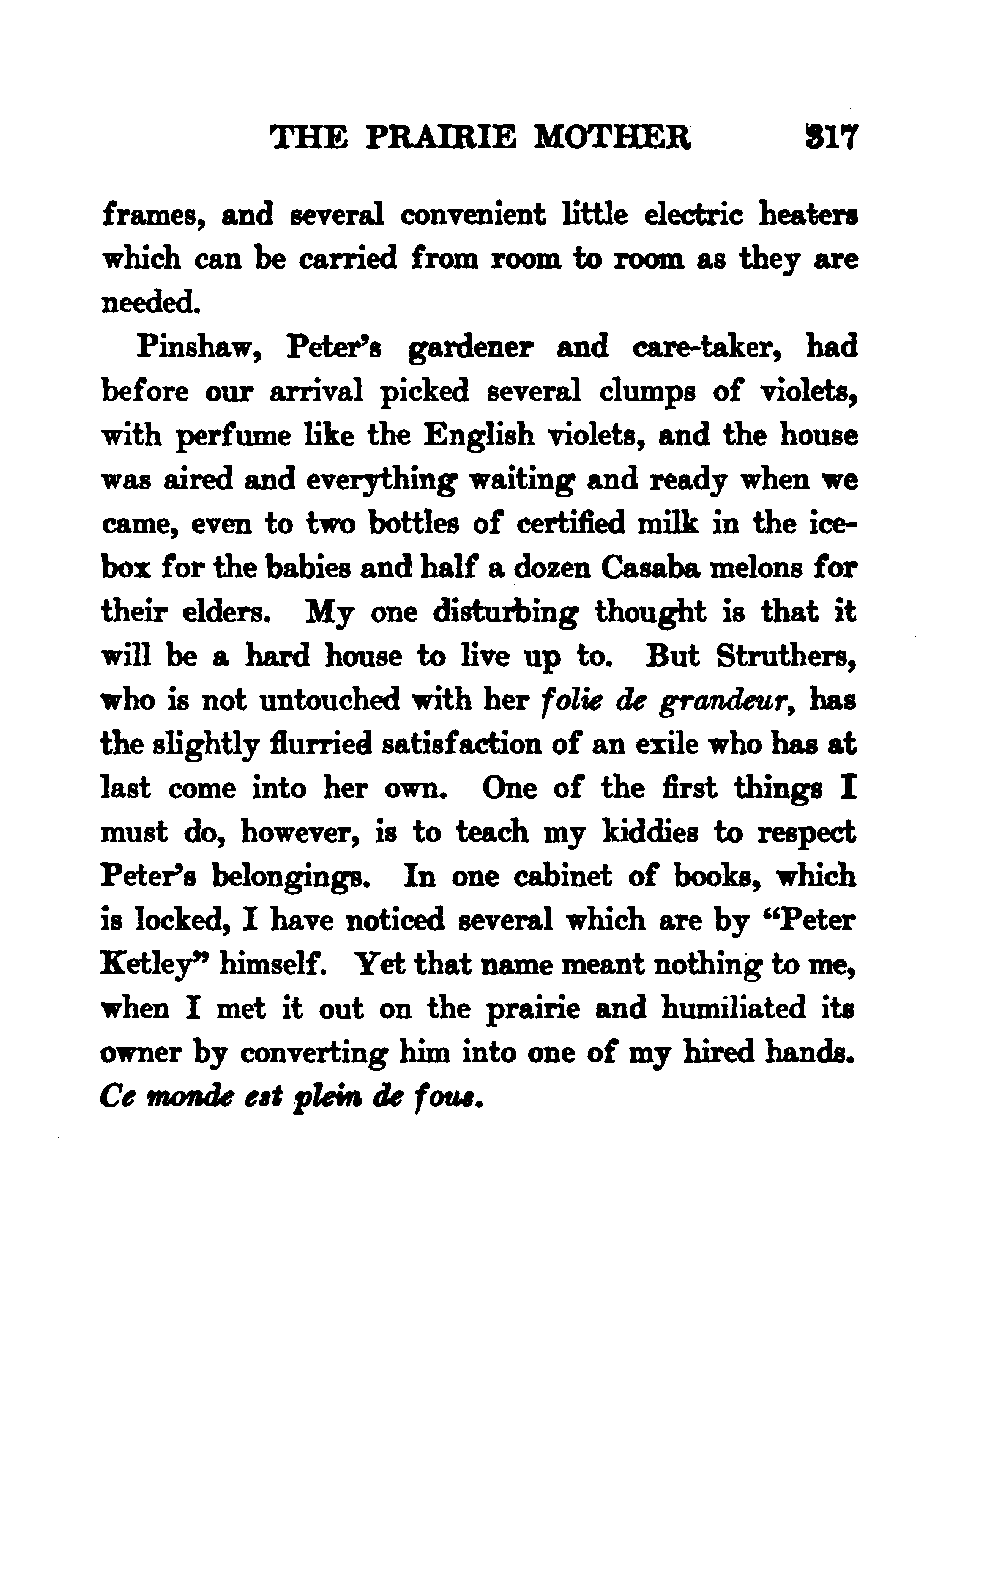 THE PRAIRIE MOTHER 317
frames, and several convenient little electric heaters
which can be carried from room to room as they are
needed.
Pinshaw, Peter's gardener and care-taker, had
before our arrival picked several clumps of violets,
with perfume like the English violets, and the house
was aired and everything waiting and ready when we
came, even to two bottles of certified milk in the ice-
box for the babies and half a dozen Casaba melons for
their elders. My one disturbing thought is that it
will be a hard house to live up to. But Struthers,
who is not untouched with her folie de grandeur, has
the slightly flurried satisfaction of an exile who has at
last come into her own. One of the first things I
must do, however, is to teach my kiddies to respect
Peter's belongings. In one cabinet of books, which
is locked, I have noticed several which are by “Peter
Ketley” himself. Yet that name meant nothing to me,
when I met it out on the prairie and humiliated its
owner by converting him into one of my hired hands.
Ce monde est plein de fous.